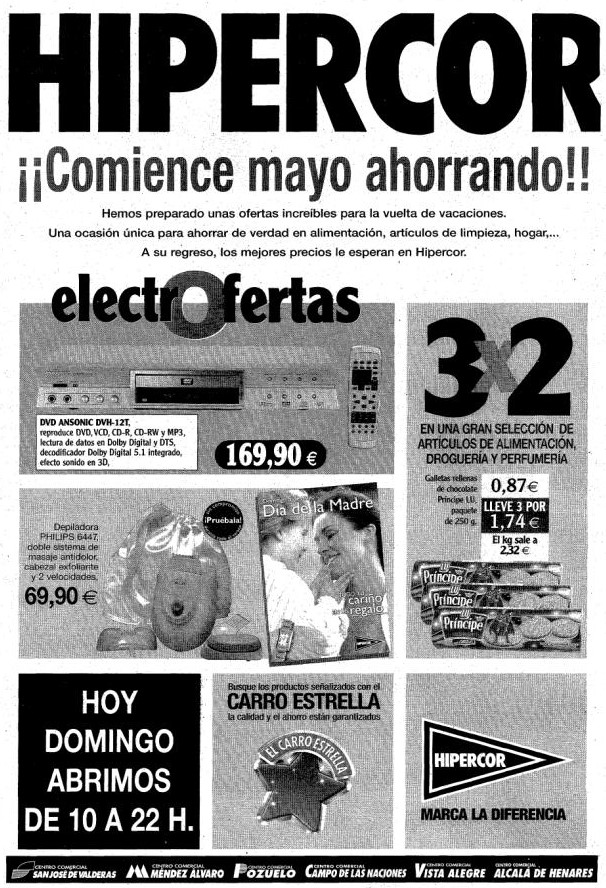 HIPERCOR
¡¡Comience mayo ahorrando!!
Hemos preparado unas ofertas increíbles para la vuelta de vacaciones.
Una ocasión única para ahorrar de verdad en alimentación, artículos de limpieza, hogar,...
A su regreso, los mejores precios le esperan en Hipercor.
electrOfertas
DVD ANSONIC DVH-12T,
reproduce DVD, VCD, CD-R, CD-RW y MP3,
lectura de datos en Dolby Digital y DTS,
decodificador Dolby Digital 5.1 integrado,
efecto sonido en 3D,
169,90 €
3x2
EN UNA GRAN SELECCIÓN DE
ARTÍCULOS DE ALIMENTACIÓN,
DROGUERÍA Y PERFUMERÍA
Galletas rellenas
de chocolate
Príncipe LU,
paquete
de 250 g.
0,87€
LLEVE 3 POR
1,74€
El kg sale a
2,32 €
LU
Príncipe
LU
Príncipe
LU
Príncipe
Depiladora
PHILIPS 6447,
doble sistema de
masaje antidolor,
cabezal exfoliante
y 2 velocidades,
69,90 €
¡Pruébala!
Día de la Madre
cariño
regalo
HOY
DOMINGO
ABRIMOS
DE 10 A 22 H.
Busque los productos señalizados con el
CARRO ESTRELLA
la calidad y el ahorro están garantizados
EL CARRO ESTRELLA
HIPERCOR
MARCA LA DIFERENCIA
CENTRO COMERCIAL
SAN JOSÉ DE VALDERAS
CENTRO COMERCIAL
MÉNDEZ ÁLVARO
CENTRO COMERCIAL
POZUELO
CENTRO COMERCIAL
CAMPO DE LAS NACIONES
CENTRO COMERCIAL
VISTA ALEGRE
CENTRO COMERCIAL
ALCALÁ DE HENARES